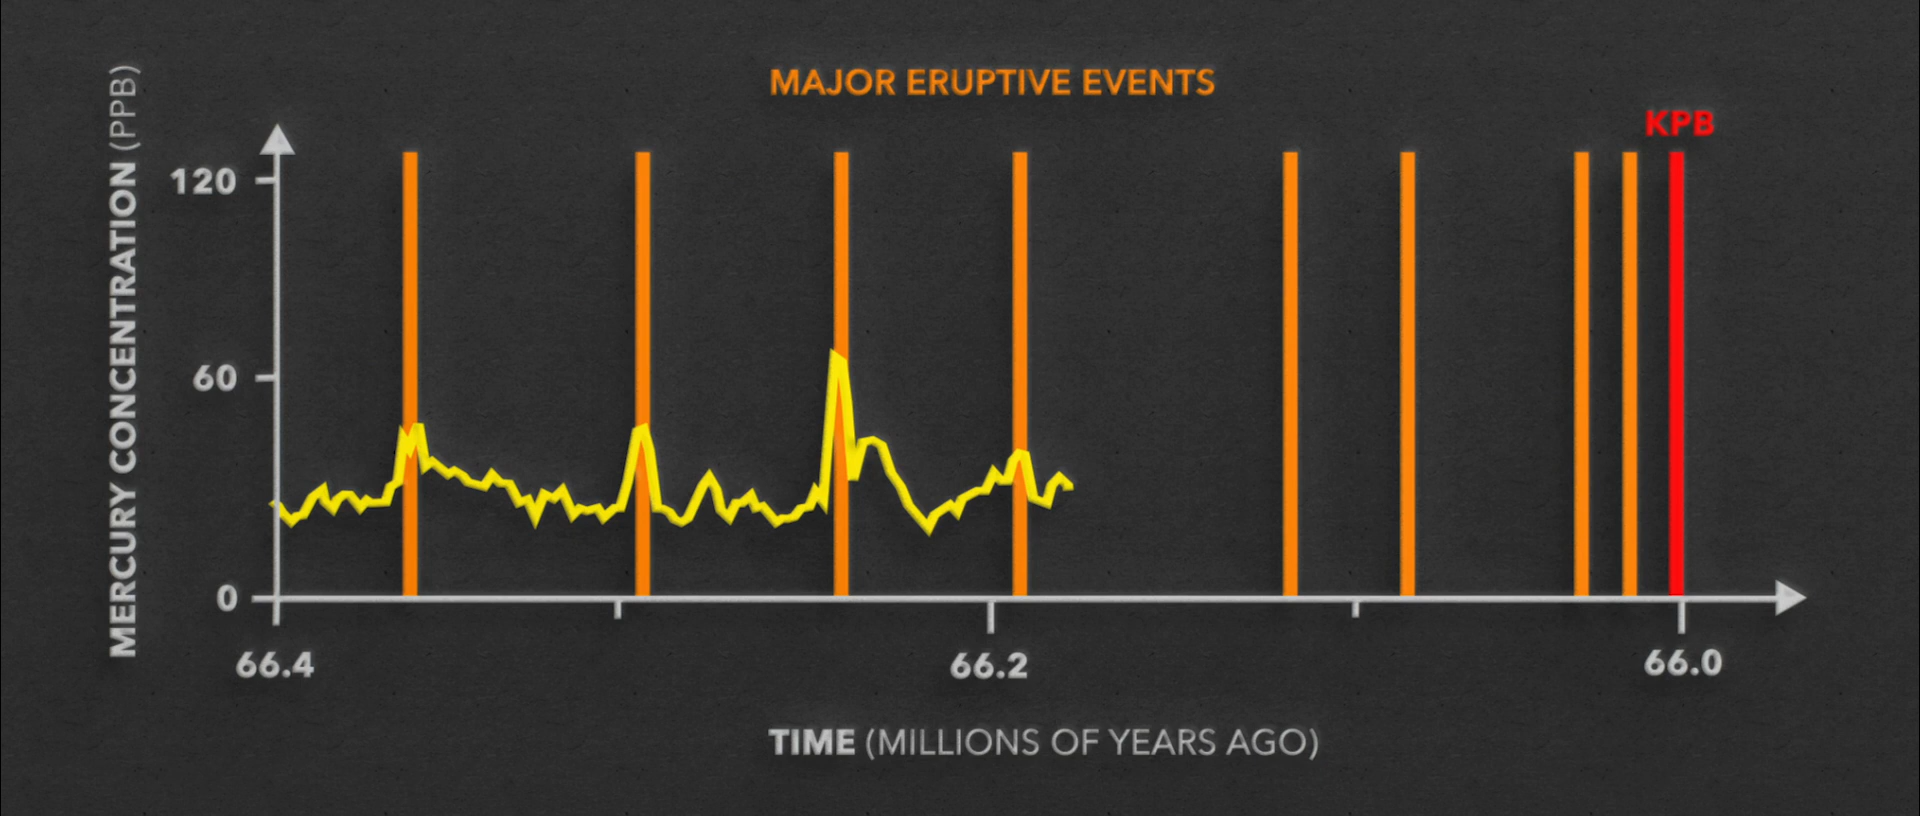 MAJOR ERUPTIVE EVENTS
KPB
MERCURY CONCENTRATION (PPB)
120
60
0
66.4
66.2
66.0
TIME (MILLIONS OF YEARS AGO)